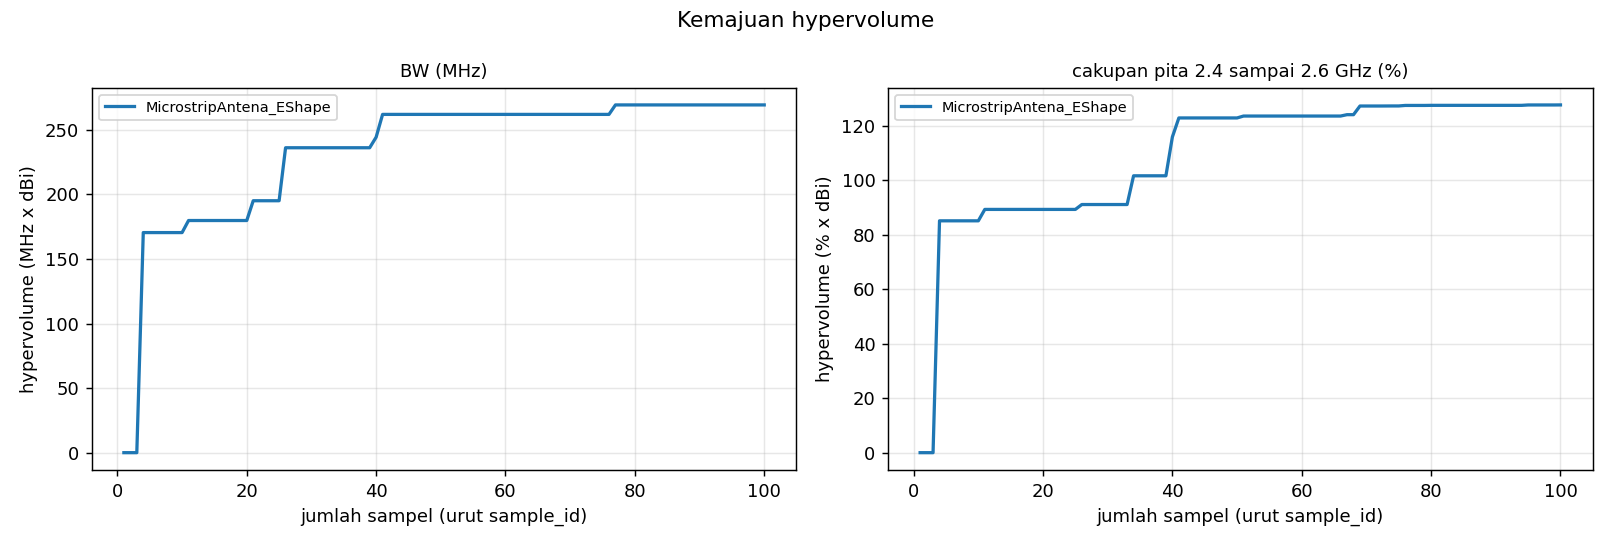 Kemajuan hypervolume
BW (MHz)
MicrostripAntena_EShape
hypervolume (MHz x dBi)
250
200
150
100
50
0
0 20 40 60 80 100
jumlah sampel (urut sample_id)
cakupan pita 2.4 sampai 2.6 GHz (%)
MicrostripAntena_EShape
hypervolume (% x dBi)
120
100
80
60
40
20
0
0 20 40 60 80 100
jumlah sampel (urut sample_id)